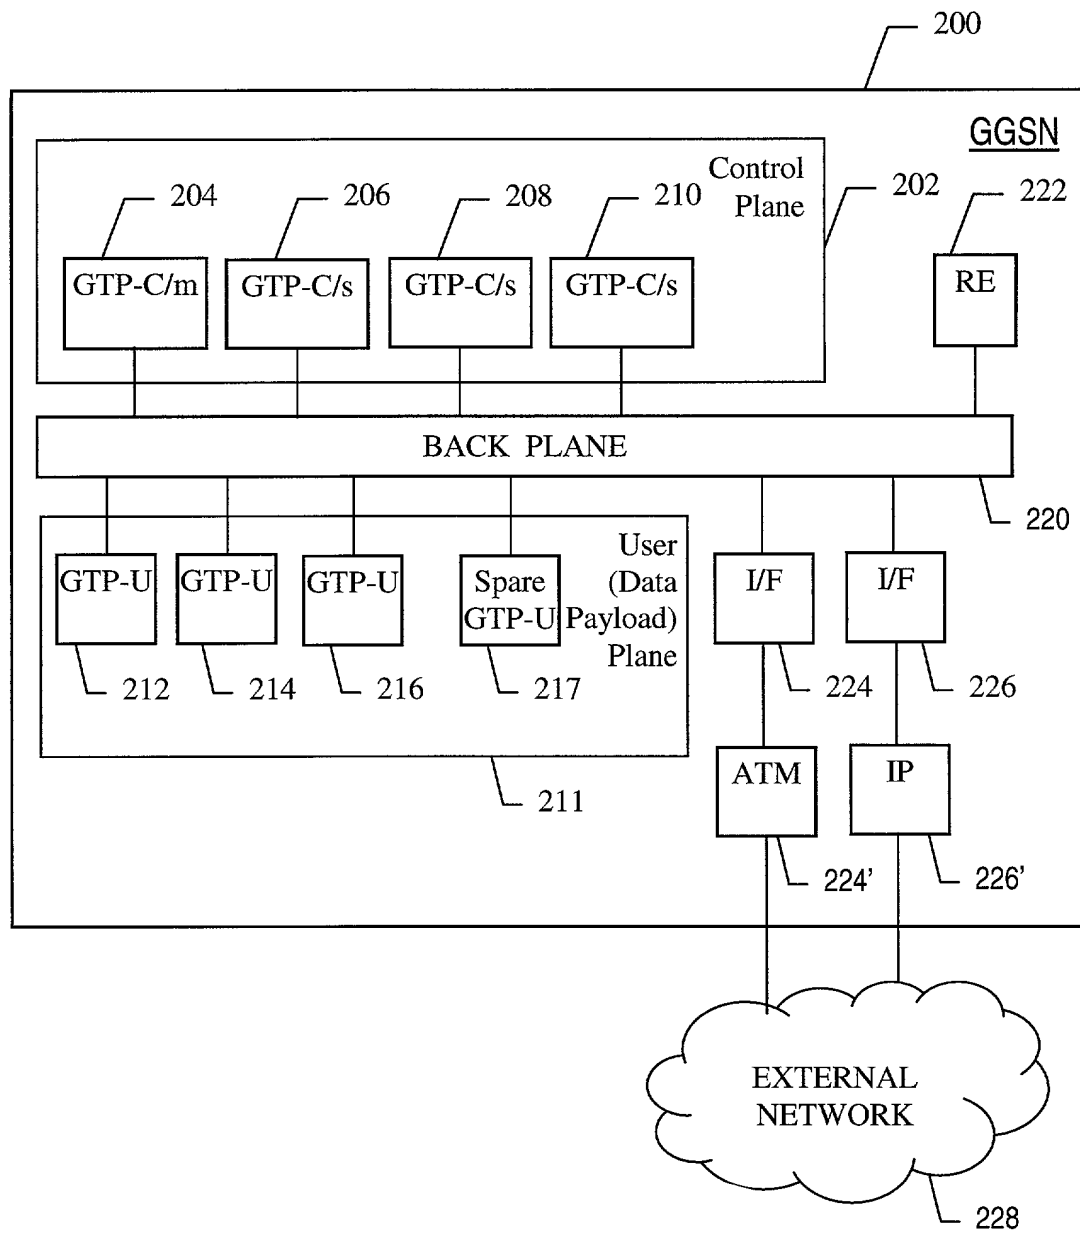 200
GGSN
Control
Plane
204
206
208
210
202
222
GTP-C/m
GTP-C/s
GTP-C/s
GTP-C/s
RE
BACK PLANE
220
User
(Data
Payload)
Plane
GTP-U
GTP-U
GTP-U
Spare
GTP-U
I/F
I/F
212
214
216
217
224
226
211
ATM
IP
224'
226'
EXTERNAL
NETWORK
228